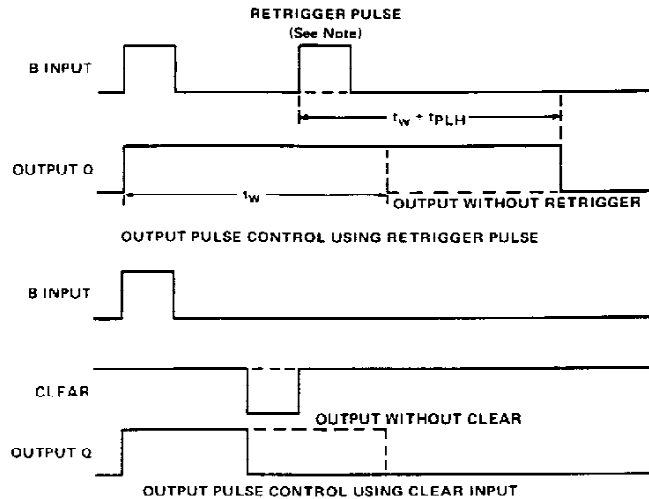 RETRIGGER PULSE
(See Note)
B INPUT
tw + tPLH
OUTPUT Q
tw
OUTPUT WITHOUT RETRIGGER
OUTPUT PULSE CONTROL USING RETRIGGER PULSE
B INPUT
CLEAR
OUTPUT WITHOUT CLEAR
OUTPUT Q
OUTPUT PULSE CONTROL USING CLEAR INPUT